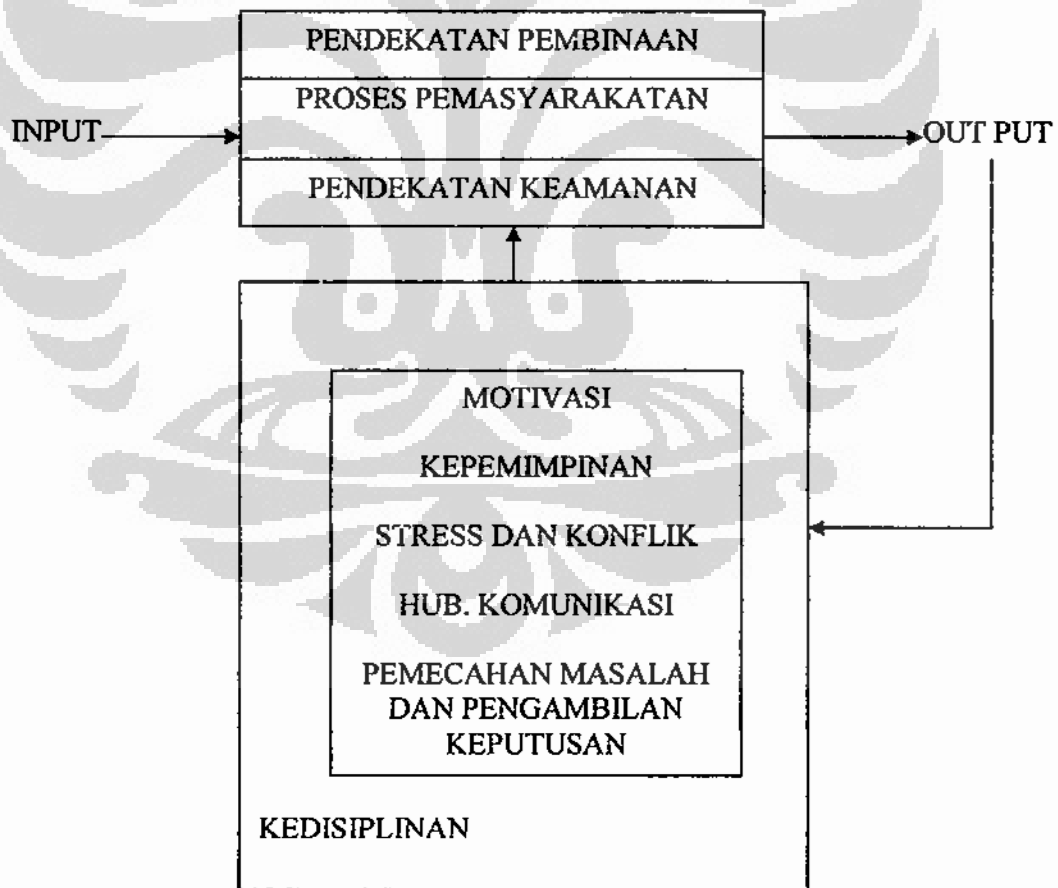 PENDEKATAN PEMBINAAN
PROSES PEMASYARAKATAN
INPUT
OUT PUT
PENDEKATAN KEAMANAN
MOTIVASI
KEPEMIMPINAN
STRESS DAN KONFLIK
HUB. KOMUNIKASI
PEMECAHAN MASALAH
DAN PENGAMBILAN
KEPUTUSAN
KEDISIPLINAN